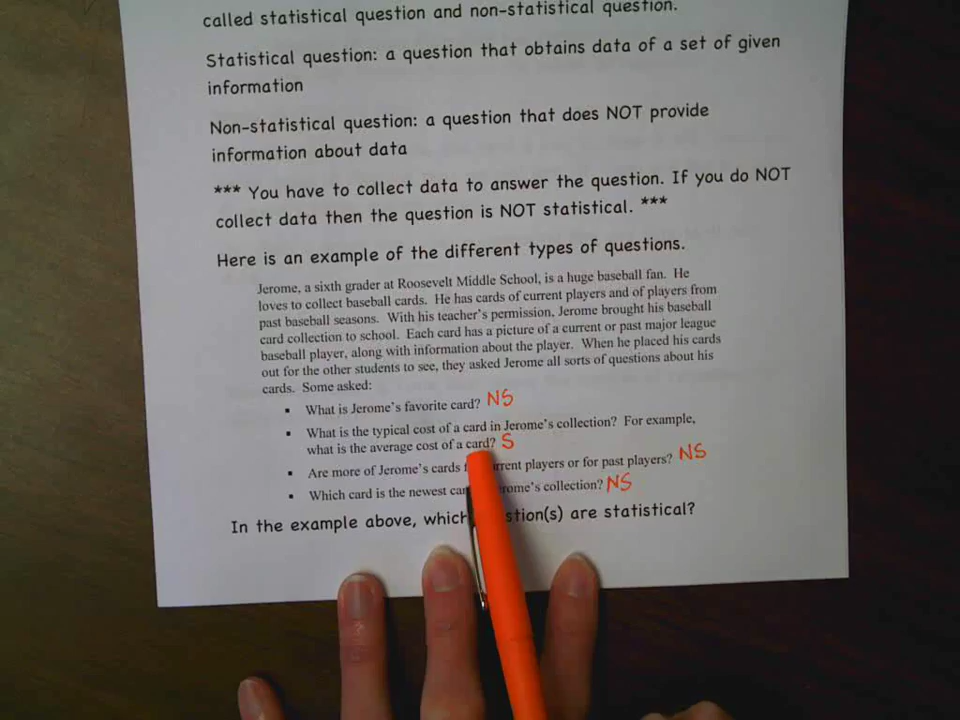 called statistical question and non-statistical question.
Statistical question: a question that obtains data of a set of given
information
Non-statistical question: a question that does NOT provide
information about data
*** You have to collect data to answer the question. If you do NOT
collect data then the question is NOT statistical. ***
Here is an example of the different types of questions.
Jerome, a sixth grader at Roosevelt Middle School, is a huge baseball fan. He
loves to collect baseball cards. He has cards of current players and of players from
past baseball seasons. With his teacher's permission, Jerome brought his baseball
card collection to school. Each card has a picture of a current or past major league
baseball player, along with information about the player. When he placed his cards
out for the other students to see, they asked Jerome all sorts of questions about his
cards. Some asked:
▪ What is Jerome's favorite card? NS
▪ What is the typical cost of a card in Jerome's collection? For example,
what is the average cost of a card? S
▪ Are more of Jerome's cards rrent players or for past players? NS
▪ Which card is the newest car rome's collection? NS
In the example above, which stion(s) are statistical?